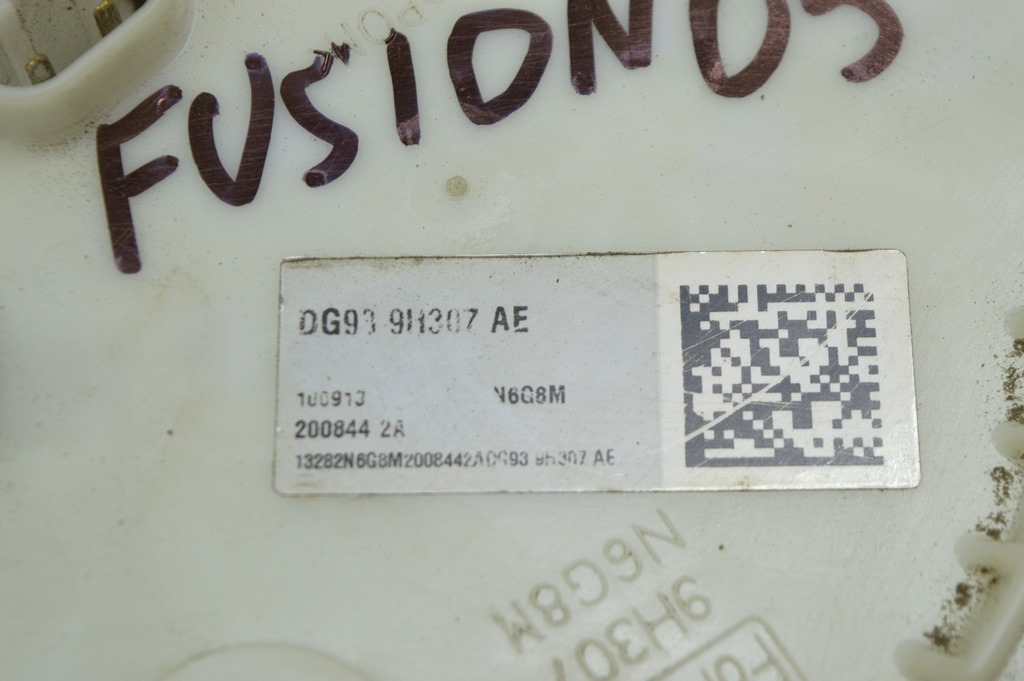 FUSION05
DG93 9H307 AE
100913 N6G8M
200844 2A
13282N6G8M2008442ADG93 9H307 AE
N6G8M
9H307